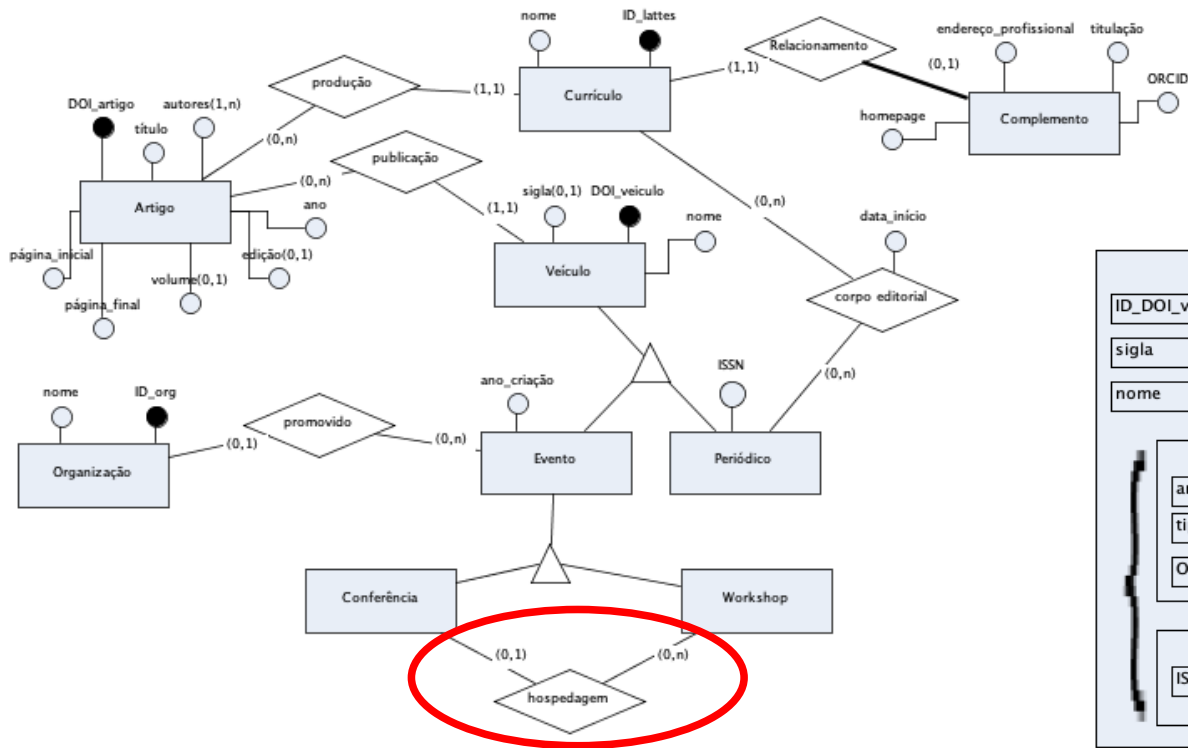 nome
ID_lattes
Relacionamento
endereço_profissional
titulação
(0,1)
(1,1)
ORCID
produção
(1,1)
Currículo
Complemento
homepage
DOI_artigo
autores(1,n)
título
(0,n)
publicação
(0,n)
(1,1)
Artigo
ano
página_inicial
edição(0,1)
volume(0,1)
página_final
sigla(0,1)
DOI_veiculo
nome
Veículo
(0,n)
data_início
corpo editorial
(0,n)
ISSN
ano_criação
nome
ID_org
promovido
(0,1)
(0,n)
Organização
Evento
Periódico
Conferência
Workshop
(0,1)
(0,n)
hospedagem
sigla
nome